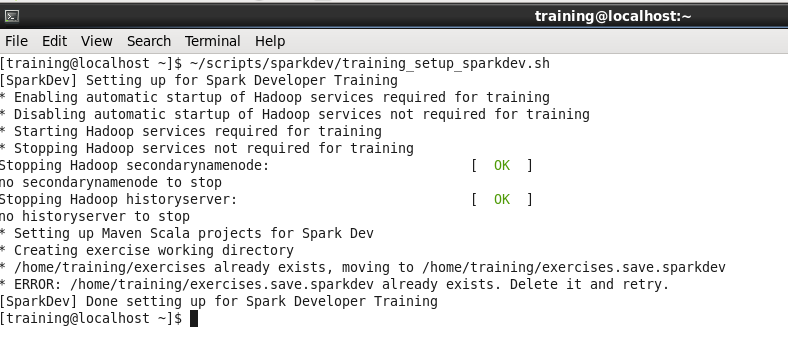 training@localhost:~
File Edit View Search Terminal Help
[training@localhost ~]$ ~/scripts/sparkdev/training_setup_sparkdev.sh
[SparkDev] Setting up for Spark Developer Training
* Enabling automatic startup of Hadoop services required for training
* Disabling automatic startup of Hadoop services not required for training
* Starting Hadoop services required for training
* Stopping Hadoop services not required for training
Stopping Hadoop secondarynamenode:                         [  OK  ]
no secondarynamenode to stop
Stopping Hadoop historyserver:                             [  OK  ]
no historyserver to stop
* Setting up Maven Scala projects for Spark Dev
* Creating exercise working directory
* /home/training/exercises already exists, moving to /home/training/exercises.save.sparkdev
* ERROR: /home/training/exercises.save.sparkdev already exists. Delete it and retry.
[SparkDev] Done setting up for Spark Developer Training
[training@localhost ~]$